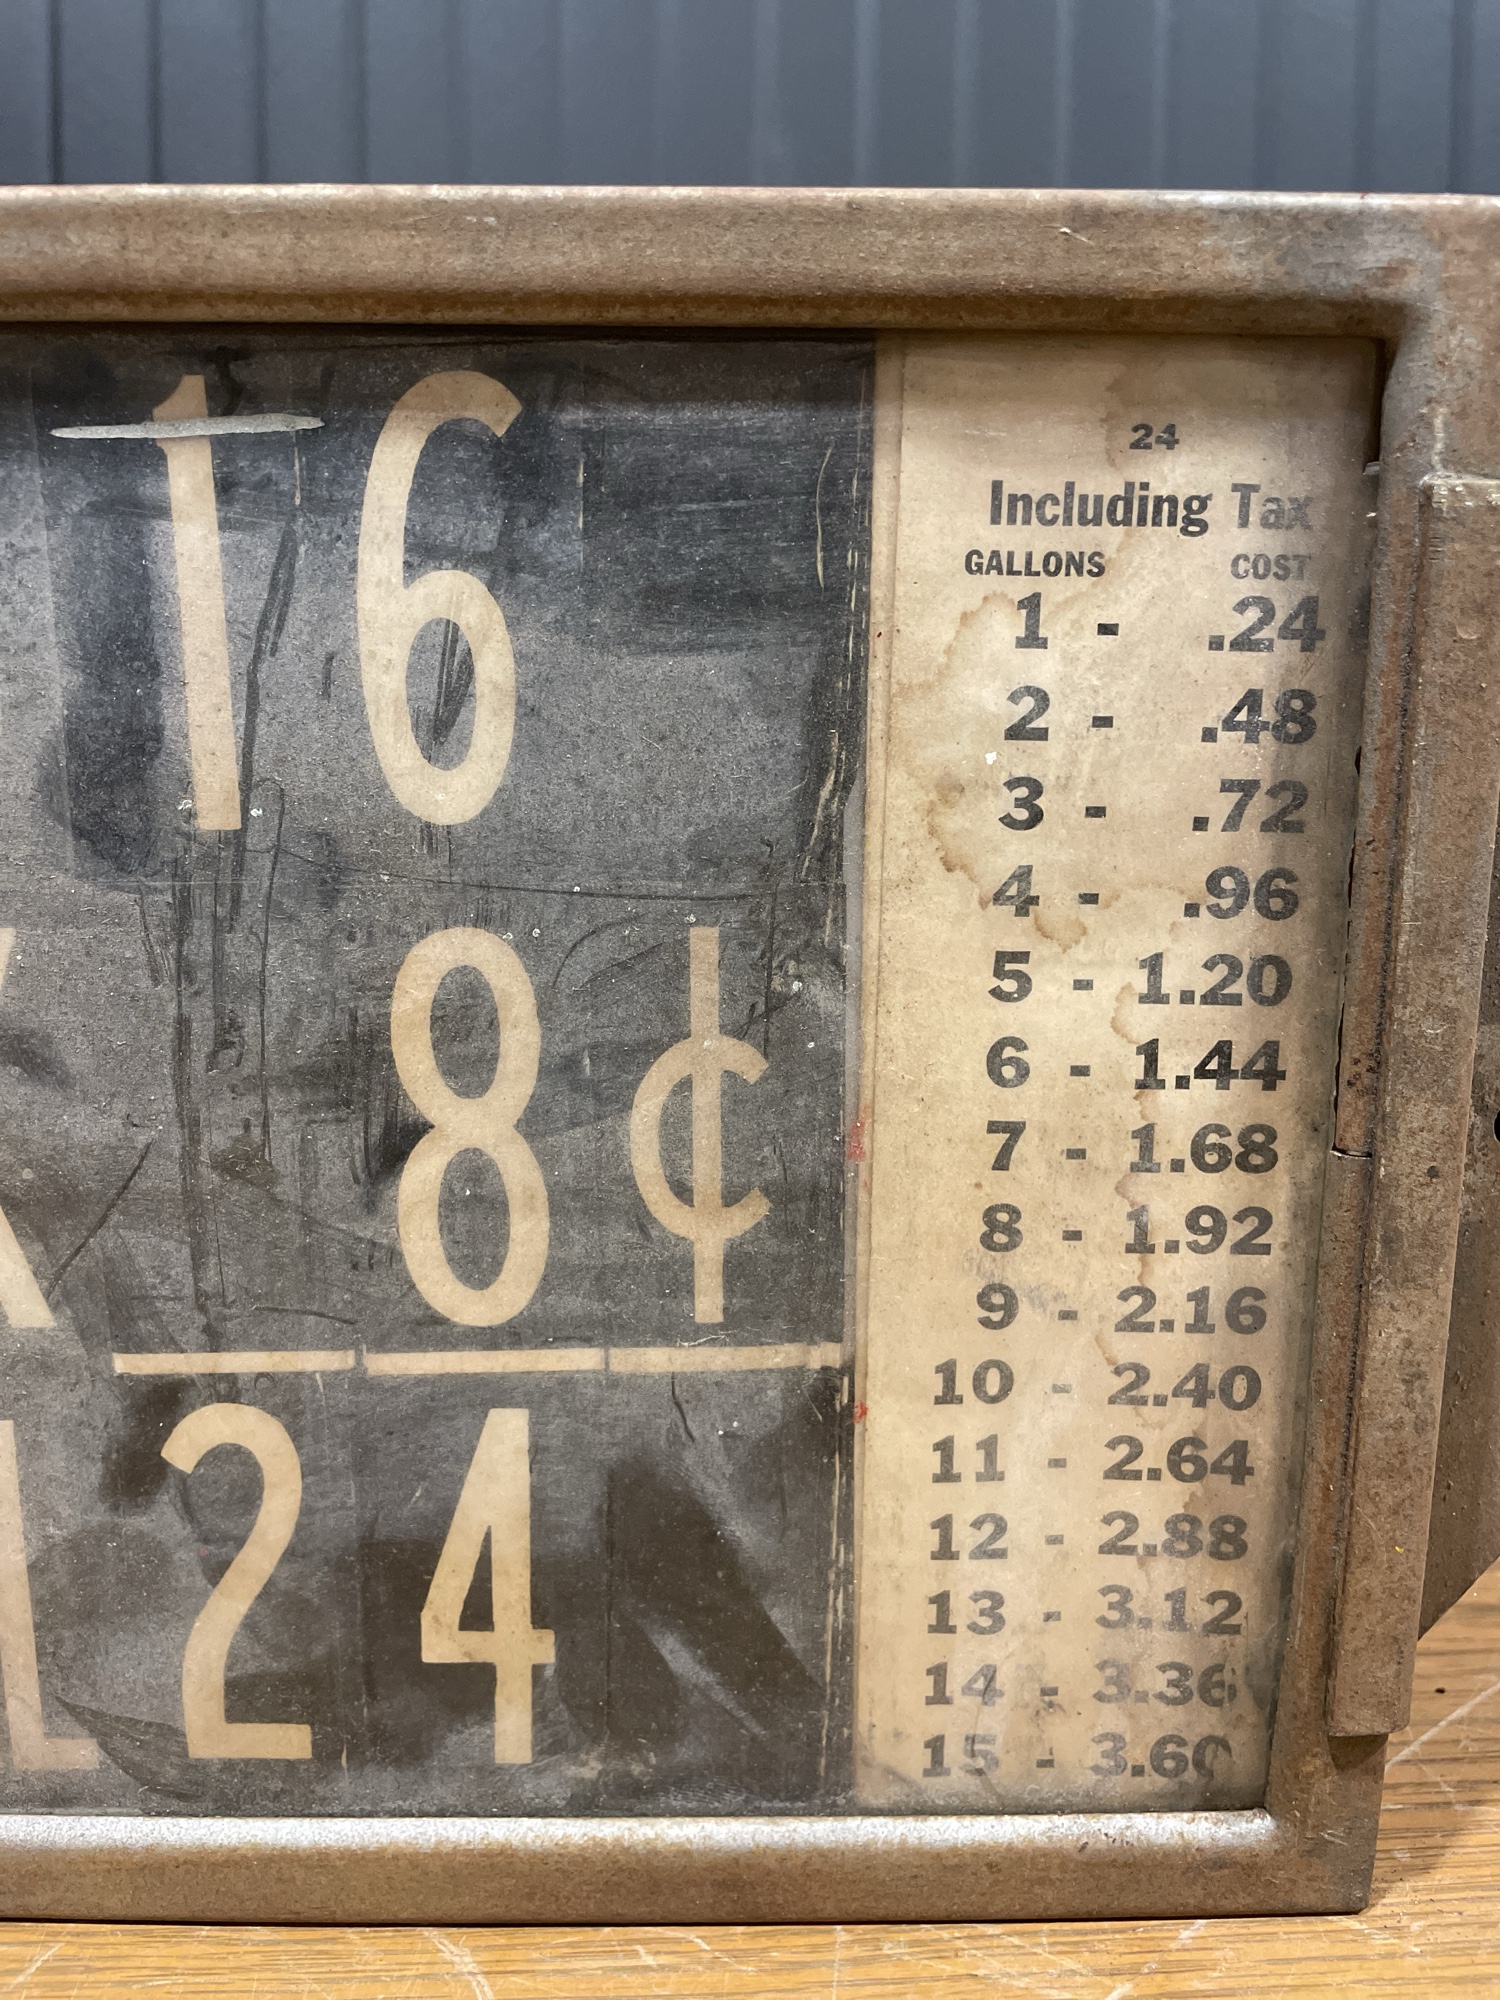 16
X 8¢
L 24
24
Including Tax
GALLONS COST
1 - .24
2 - .48
3 - .72
4 - .96
5 - 1.20
6 - 1.44
7 - 1.68
8 - 1.92
9 - 2.16
10 - 2.40
11 - 2.64
12 - 2.88
13 - 3.12
14 - 3.36
15 - 3.60